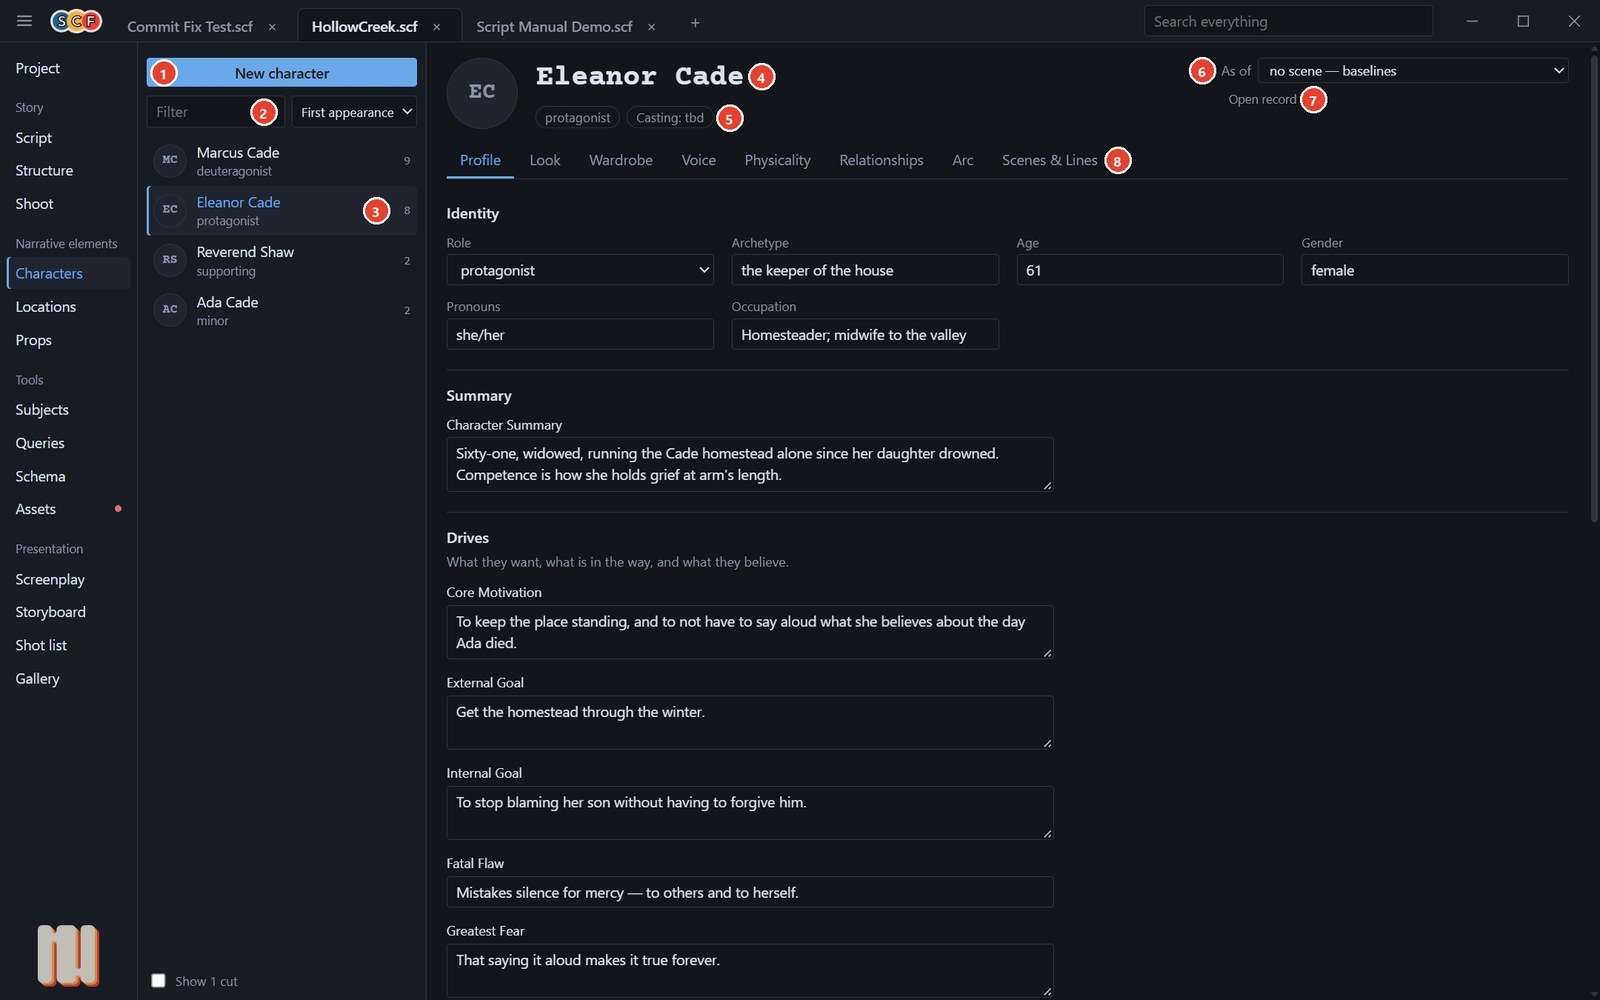 SCF
Commit Fix Test.scf ×
HollowCreek.scf ×
Script Manual Demo.scf ×
+
Search everything
Project
Story
Script
Structure
Shoot
Narrative elements
Characters
Locations
Props
Tools
Subjects
Queries
Schema
Assets
Presentation
Screenplay
Storyboard
Shot list
Gallery
1
New character
Filter
2
First appearance
MC
Marcus Cade
deuteragonist
9
EC
Eleanor Cade
protagonist
3
8
RS
Reverend Shaw
supporting
2
AC
Ada Cade
minor
2
Show 1 cut
EC
Eleanor Cade
4
protagonist
Casting: tbd
5
6
As of
no scene — baselines
Open record
7
Profile
Look
Wardrobe
Voice
Physicality
Relationships
Arc
Scenes & Lines
8
Identity
Role
Archetype
Age
Gender
protagonist
the keeper of the house
61
female
Pronouns
Occupation
she/her
Homesteader; midwife to the valley
Summary
Character Summary
Sixty-one, widowed, running the Cade homestead alone since her daughter drowned.
Competence is how she holds grief at arm's length.
Drives
What they want, what is in the way, and what they believe.
Core Motivation
To keep the place standing, and to not have to say aloud what she believes about the day
Ada died.
External Goal
Get the homestead through the winter.
Internal Goal
To stop blaming her son without having to forgive him.
Fatal Flaw
Mistakes silence for mercy — to others and to herself.
Greatest Fear
That saying it aloud makes it true forever.